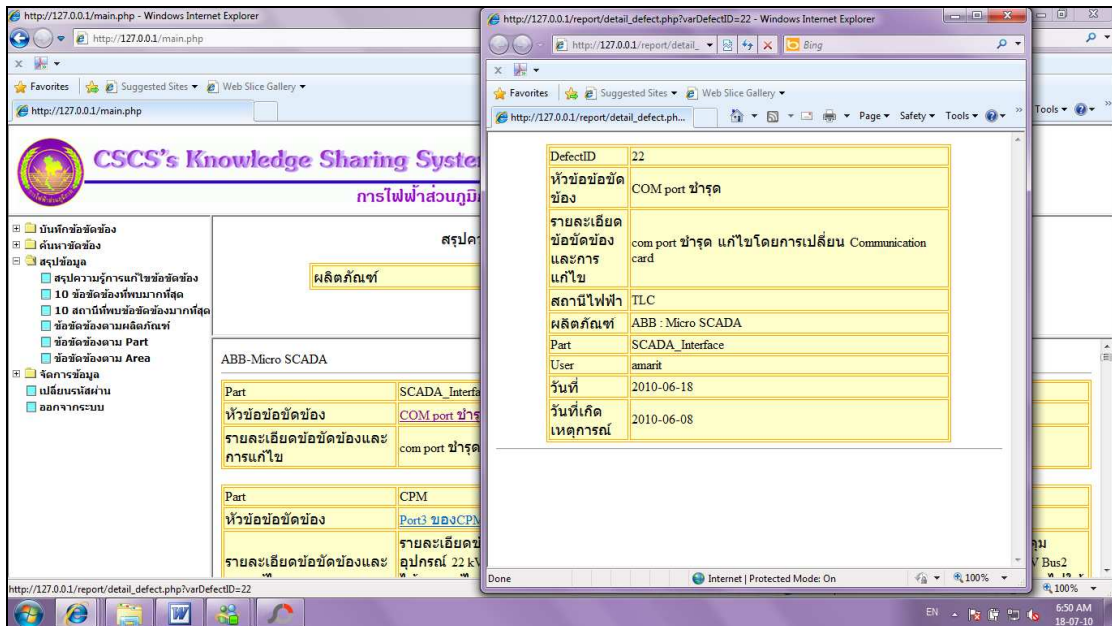 http://127.0.0.1/main.php - Windows Internet Explorer
http://127.0.0.1/main.php
Favorites
Suggested Sites
Web Slice Gallery
http://127.0.0.1/main.php
Tools
CSCS's Knowledge Sharing Syste
การไฟฟ้าส่วนภูมิ
บันทึกข้อขัดข้อง
ค้นหาขัดข้อง
สรุปข้อมูล
สรุปความรู้การแก้ไขข้อขัดข้อง
10 ข้อขัดข้องที่พบมากที่สุด
10 สถานีที่พบข้อขัดข้องมากที่สุด
ข้อขัดข้องตามผลิตภัณฑ์
ข้อขัดข้องตาม Part
ข้อขัดข้องตาม Area
จัดการข้อมูล
เปลี่ยนรหัสผ่าน
ออกจากระบบ
สรุปคว
ผลิตภัณฑ์
ABB-Micro SCADA
Part SCADA_Interfa
หัวข้อข้อขัดข้อง COM port ชำรุ
รายละเอียดข้อขัดข้องและ
การแก้ไข
com port ชำรุด
Part CPM
หัวข้อข้อขัดข้อง Port3 ของCPM
รายละเอียดข้อขัดข้องและ
รายละเอียดข้
อุปกรณ์ 22 kV
คุม
V Bus2
http://127.0.0.1/report/detail_defect.php?varDefectID=22
100%
http://127.0.0.1/report/detail_defect.php?varDefectID=22 - Windows Internet Explorer
http://127.0.0.1/report/detail_
Bing
Favorites
Suggested Sites
Web Slice Gallery
http://127.0.0.1/report/detail_defect.ph...
Page
Safety
Tools
DefectID 22
หัวข้อข้อขัด
ข้อง
COM port ชำรุด
รายละเอียด
ข้อขัดข้อง
และการ
แก้ไข
com port ชำรุด แก้ไขโดยการเปลี่ยน Communication
card
สถานีไฟฟ้า TLC
ผลิตภัณฑ์ ABB : Micro SCADA
Part SCADA_Interface
User amarit
วันที่ 2010-06-18
วันที่เกิด
เหตุการณ์
2010-06-08
Done
Internet | Protected Mode: On
100%
EN
6:50 AM
18-07-10